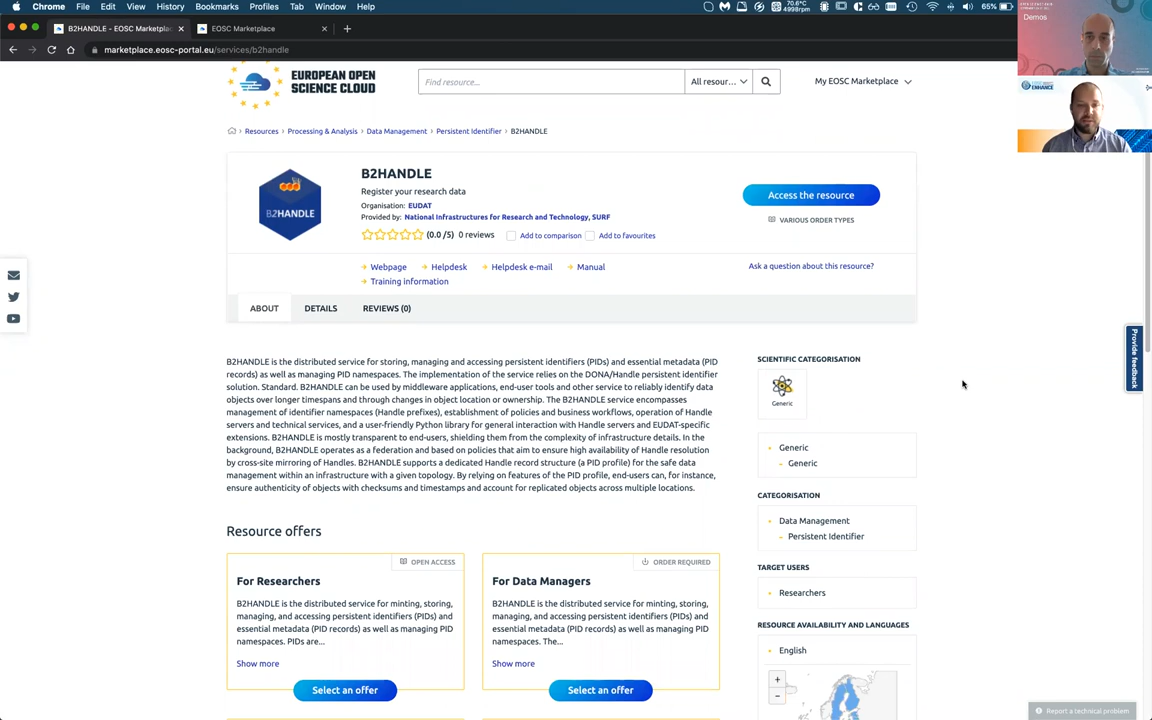 Chrome File Edit View History Bookmarks Profiles Tab Window Help
70.6°C
4998rpm
65%
B2HANDLE - EOSC Marketpla
EOSC Marketplace
marketplace.eosc-portal.eu/services/b2handle
Demos
ENHANCE
EUROPEAN OPEN
SCIENCE CLOUD
Find resource...
All resour...
My EOSC Marketplace
Resources › Processing & Analysis › Data Management › Persistent Identifier › B2HANDLE
B2HANDLE
B2HANDLE
Register your research data
Organisation: EUDAT
Provided by: National Infrastructures for Research and Technology, SURF
(0.0 /5) 0 reviews Add to comparison Add to favourites
Access the resource
VARIOUS ORDER TYPES
Webpage Helpdesk Helpdesk e-mail Manual
Training information
Ask a question about this resource?
ABOUT DETAILS REVIEWS (0)
B2HANDLE is the distributed service for storing, managing and accessing persistent identifiers (PIDs) and essential metadata (PID
records) as well as managing PID namespaces. The implementation of the service relies on the DONA/Handle persistent identifier
solution. Standard. B2HANDLE can be used by middleware applications, end-user tools and other service to reliably identify data
objects over longer timespans and through changes in object location or ownership. The B2HANDLE service encompasses
management of identifier namespaces (Handle prefixes), establishment of policies and business workflows, operation of Handle
servers and technical services, and a user-friendly Python library for general interaction with Handle servers and EUDAT-specific
extensions. B2HANDLE is mostly transparent to end-users, shielding them from the complexity of infrastructure details. In the
background, B2HANDLE operates as a federation and based on policies that aim to ensure high availability of Handle resolution
by cross-site mirroring of Handles. B2HANDLE supports a dedicated Handle record structure (a PID profile) for the safe data
management within an infrastructure with a given topology. By relying on features of the PID profile, end-users can, for instance,
ensure authenticity of objects with checksums and timestamps and account for replicated objects across multiple locations.
Resource offers
OPEN ACCESS
For Researchers
B2HANDLE is the distributed service for minting, storing,
managing, and accessing persistent identifiers (PIDs) and
essential metadata (PID records) as well as managing PID
namespaces. PIDs are...
Show more
Select an offer
ORDER REQUIRED
For Data Managers
B2HANDLE is the distributed service for minting, storing,
managing, and accessing persistent identifiers (PIDs) and
essential metadata (PID records) as well as managing PID
namespaces. The...
Show more
Select an offer
SCIENTIFIC CATEGORISATION
Generic
Generic
Generic
CATEGORISATION
Data Management
Persistent Identifier
TARGET USERS
Researchers
RESOURCE AVAILABILITY AND LANGUAGES
English
+
−
Provide feedback
Report a technical problem